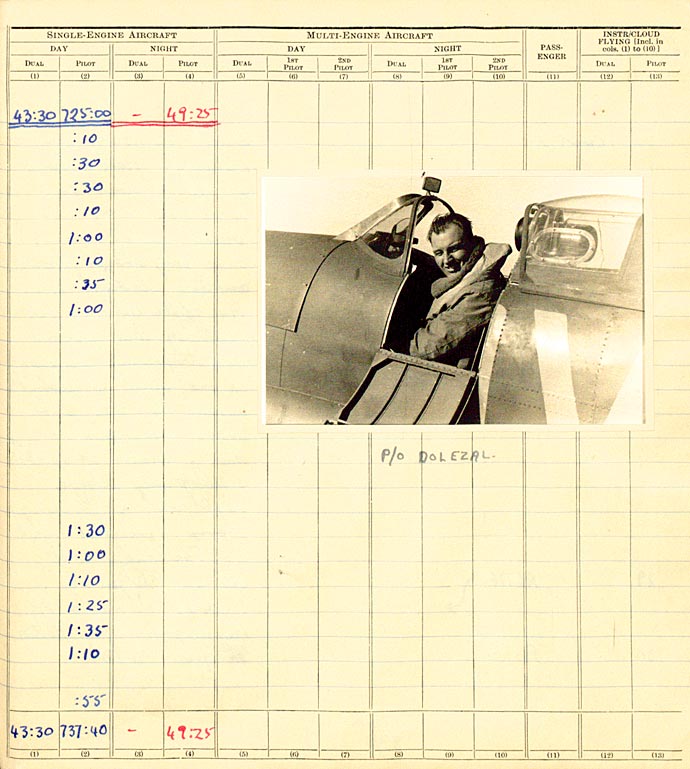 SINGLE-ENGINE AIRCRAFT MULTI-ENGINE AIRCRAFT PASS-ENGER INSTR/CLOUD FLYING [Incl. in cols. (1) to (10)]
DAY NIGHT DAY NIGHT
DUAL PILOT DUAL PILOT DUAL 1ST PILOT 2ND PILOT DUAL 1ST PILOT 2ND PILOT DUAL PILOT
(1) (2) (3) (4) (5) (6) (7) (8) (9) (10) (11) (12) (13)
43:30 725:00 - 49:25
:10
:30
:30
:10
1:00
:10
:35
1:00
P/O DOLEZAL.
1:30
1:00
1:10
1:25
1:35
1:10
:55
43:30 737:40 - 49:25
(1) (2) (3) (4) (5) (6) (7) (8) (9) (10) (11) (12) (13)